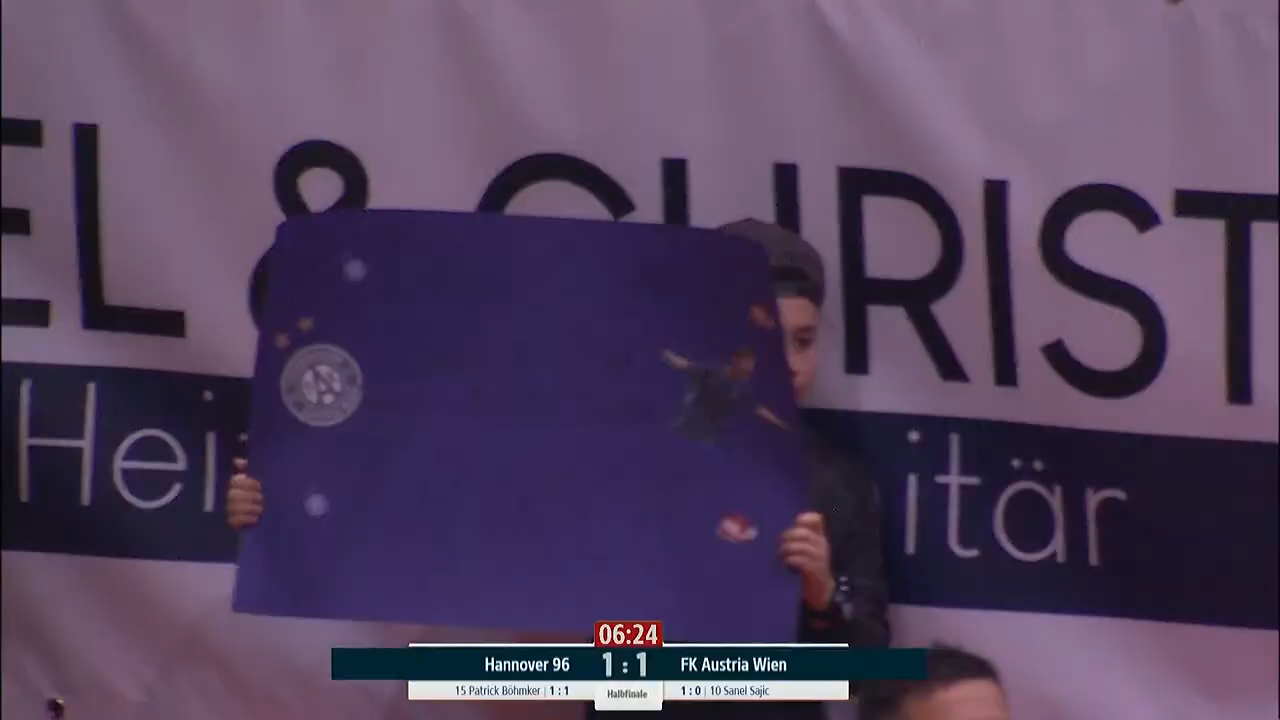 EL & CHRIST
Hei itär
06:24
Hannover 96 1 : 1 FK Austria Wien
15 Patrick Böhmker | 1 : 1 Halbfinale 1 : 0 | 10 Sanel Sajic